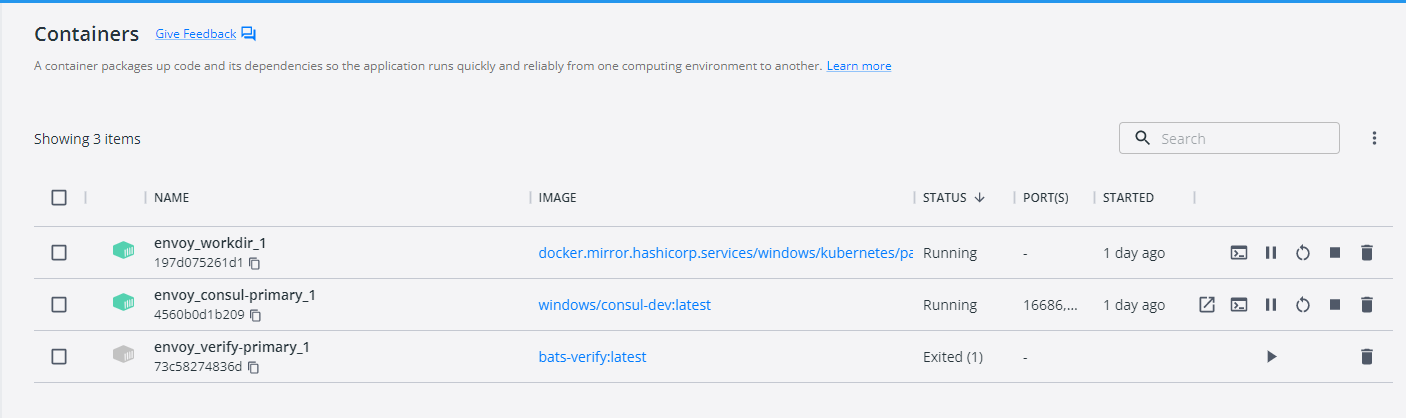 Containers Give Feedback
A container packages up code and its dependencies so the application runs quickly and reliably from one computing environment to another. Learn more
Showing 3 items
Search
NAME IMAGE STATUS PORT(S) STARTED
envoy_workdir_1
197d075261d1
docker.mirror.hashicorp.services/windows/kubernetes/pa Running - 1 day ago
envoy_consul-primary_1
4560b0d1b209
windows/consul-dev:latest Running 16686,... 1 day ago
envoy_verify-primary_1
73c58274836d
bats-verify:latest Exited (1) -